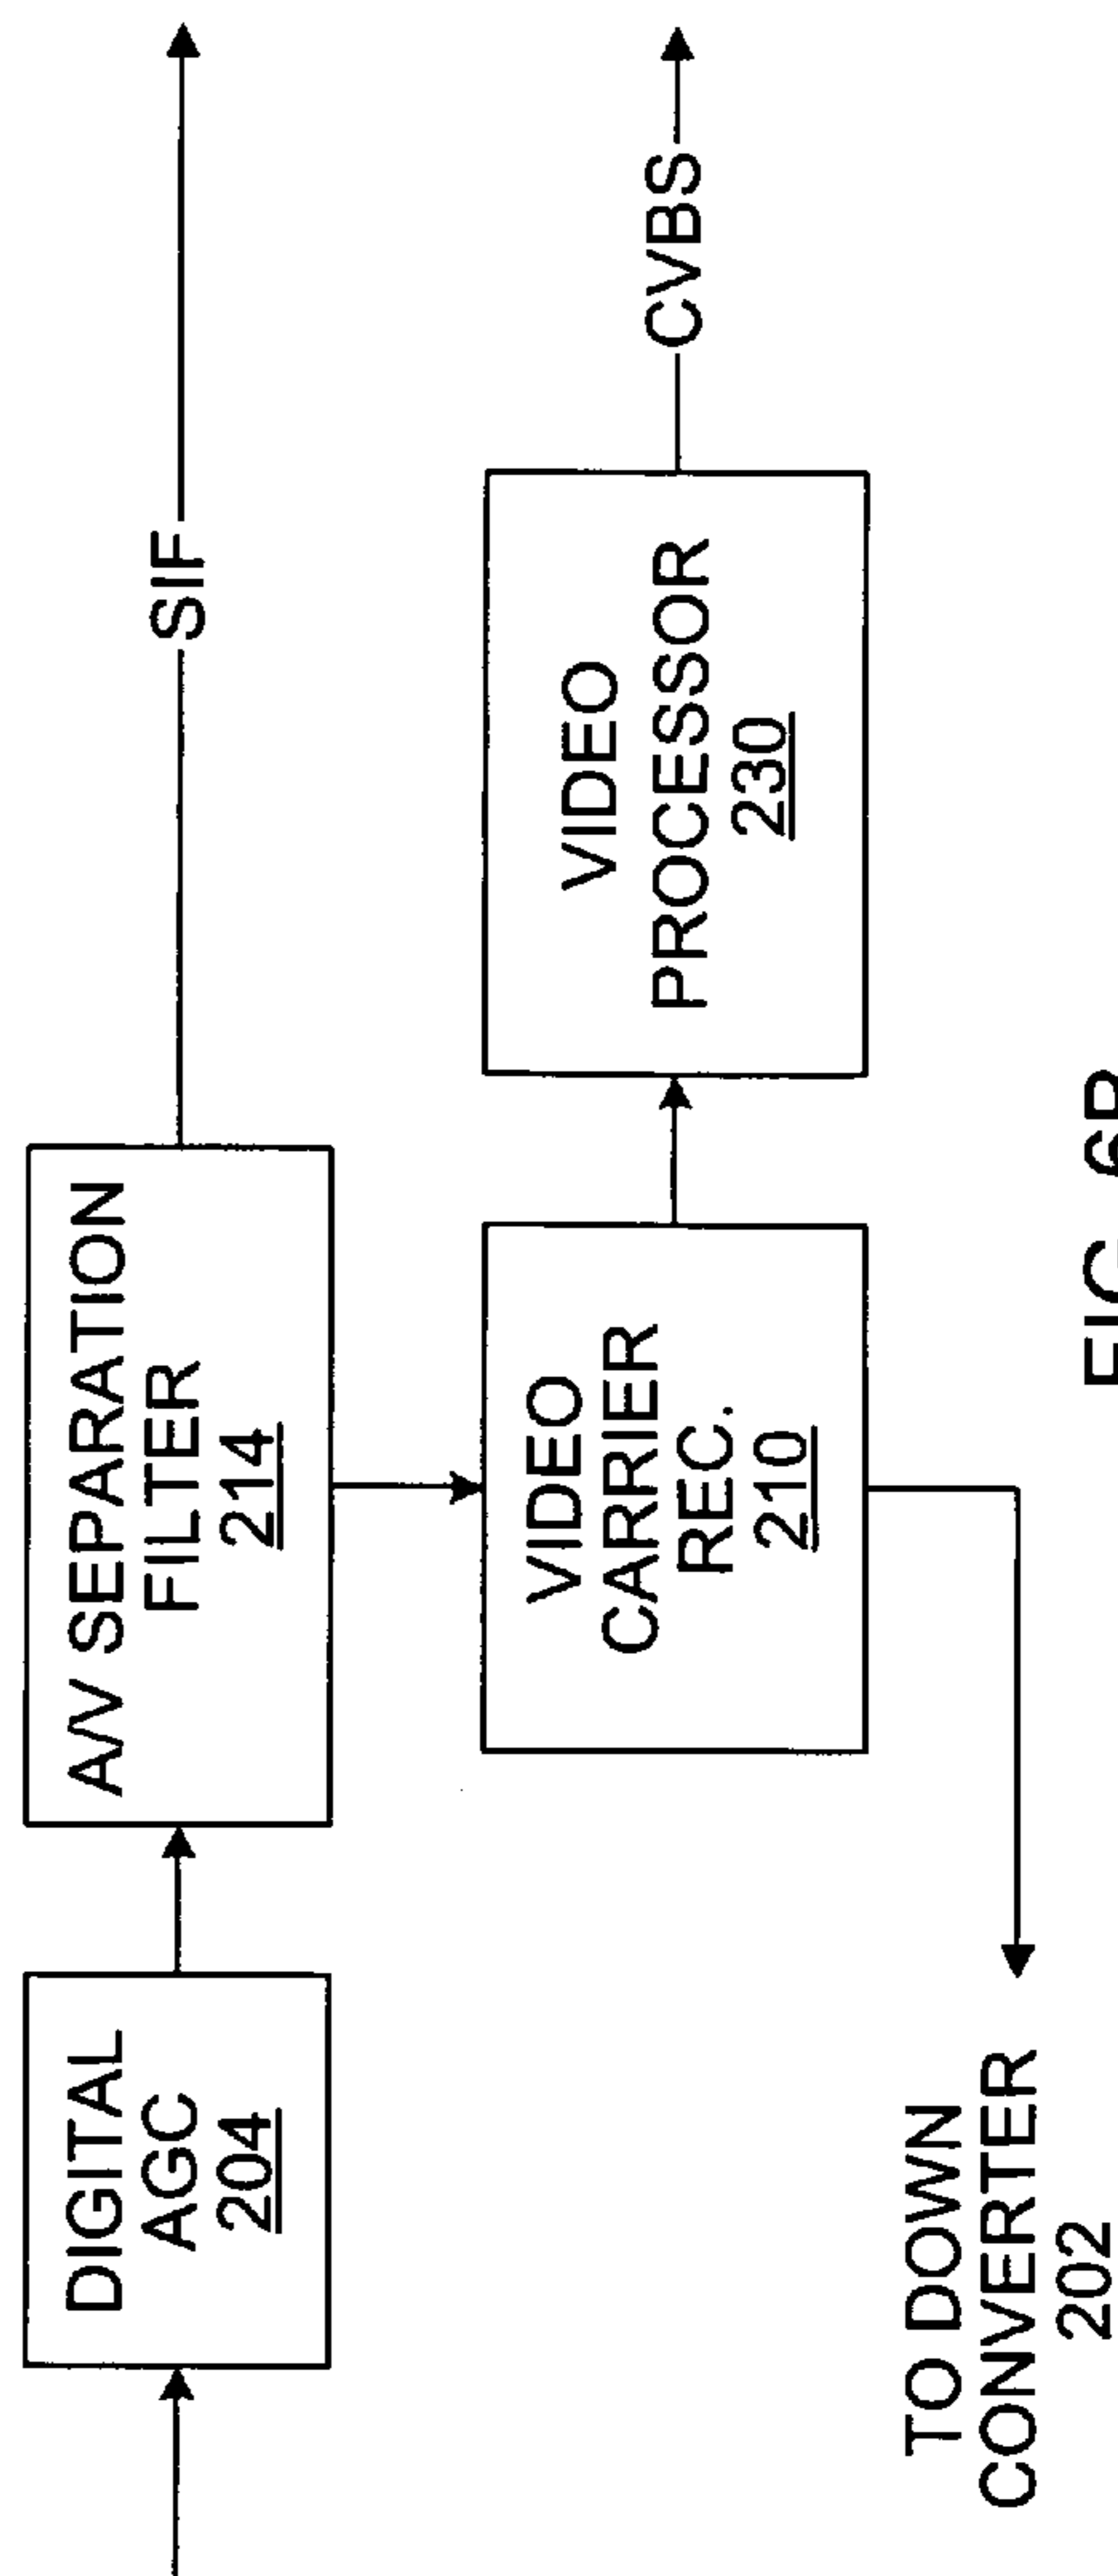 DIGITAL
AGC
204
A/V SEPARATION
FILTER
214
SIF
VIDEO
CARRIER
REC.
210
VIDEO
PROCESSOR
230
CVBS
TO DOWN
CONVERTER
202